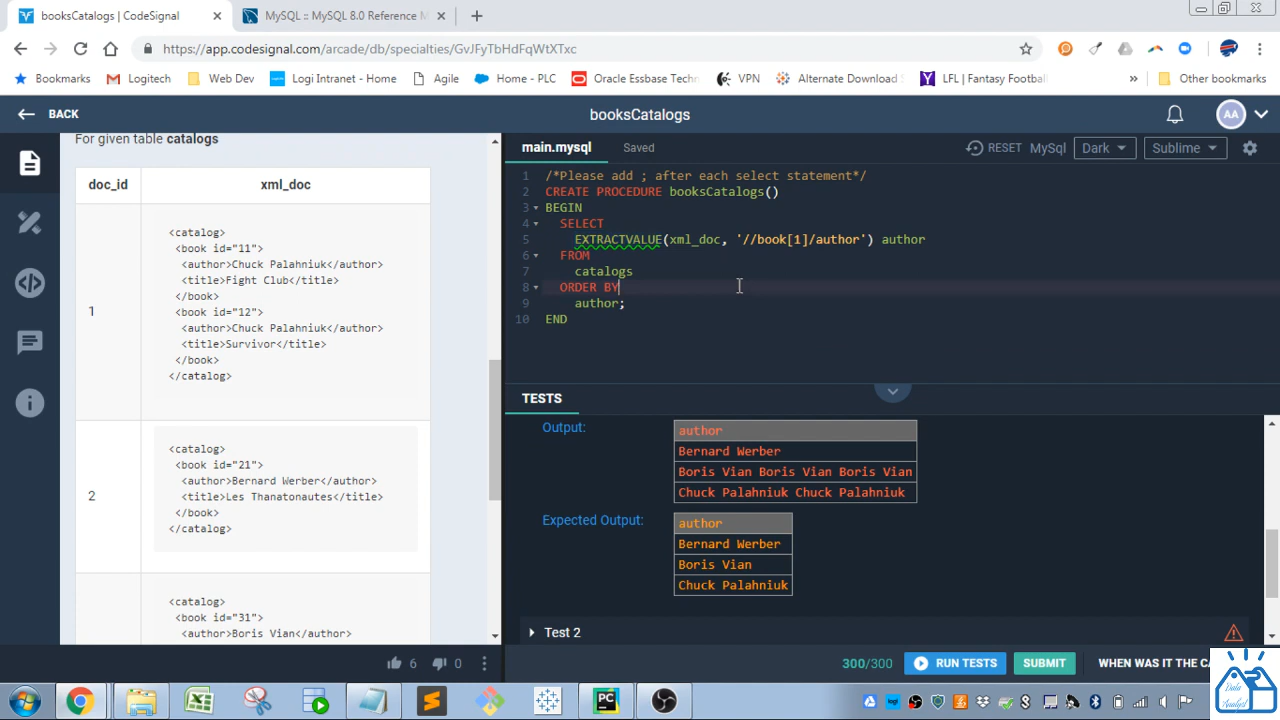 booksCatalogs | CodeSignal
MySQL :: MySQL 8.0 Reference M
https://app.codesignal.com/arcade/db/specialties/GvJFyTbHdFqWtXTxc
Bookmarks
Logitech
Web Dev
Logi Intranet - Home
Agile
Home - PLC
Oracle Essbase Techn
VPN
Alternate Download
LFL | Fantasy Football
»
Other bookmarks
BACK
booksCatalogs
AA
For given table catalogs
doc_id xml_doc
1
<catalog>
<book id="11">
<author>Chuck Palahniuk</author>
<title>Fight Club</title>
</book>
<book id="12">
<author>Chuck Palahniuk</author>
<title>Survivor</title>
</book>
</catalog>
2
<catalog>
<book id="21">
<author>Bernard Werber</author>
<title>Les Thanatonautes</title>
</book>
</catalog>
<catalog>
<book id="31">
<author>Boris Vian</author>
6 0
main.mysql Saved
RESET MySql Dark Sublime
1 /*Please add ; after each select statement*/
2 CREATE PROCEDURE booksCatalogs()
3 BEGIN
4 SELECT
5 EXTRACTVALUE(xml_doc, '//book[1]/author') author
6 FROM
7 catalogs
8 ORDER BY
9 author;
10 END
TESTS
Output:
author
Bernard Werber
Boris Vian Boris Vian Boris Vian
Chuck Palahniuk Chuck Palahniuk
Expected Output:
author
Bernard Werber
Boris Vian
Chuck Palahniuk
Test 2
300/300 RUN TESTS SUBMIT WHEN WAS IT THE CA
PC
Data
Analyst